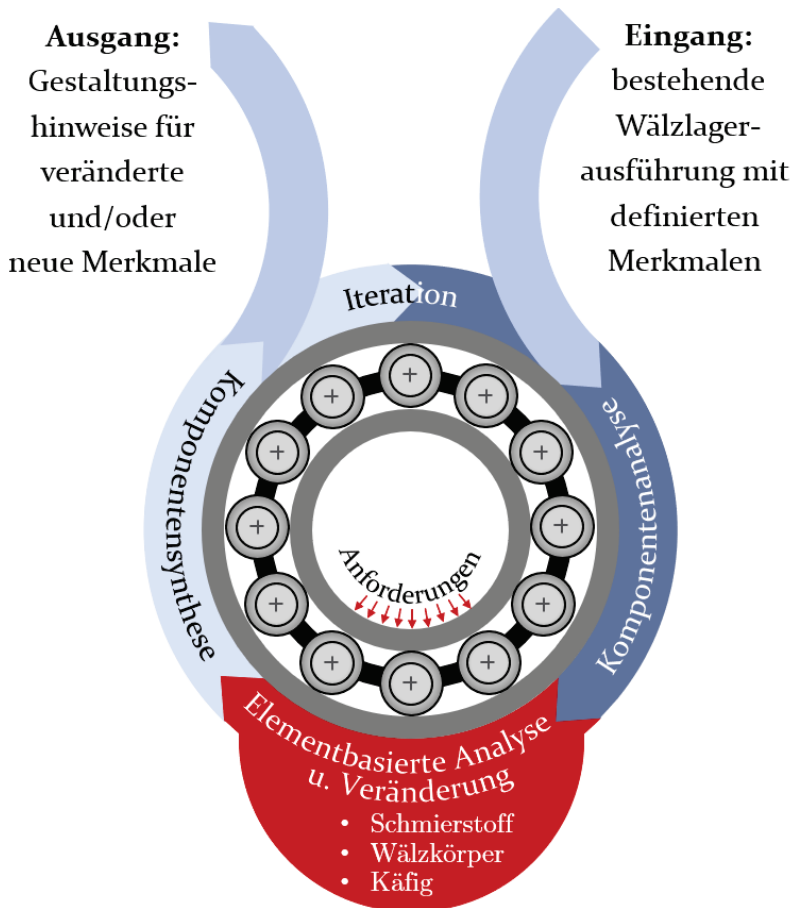 Ausgang:
Gestaltungs-
hinweise für
veränderte
und/oder
neue Merkmale
Eingang:
bestehende
Wälzlager-
ausführung mit
definierten
Merkmalen
Iteration
Komponentenanalyse
Komponentensynthese
Anforderungen
Elementbasierte Analyse
u. Veränderung
• Schmierstoff
• Wälzkörper
• Käfig